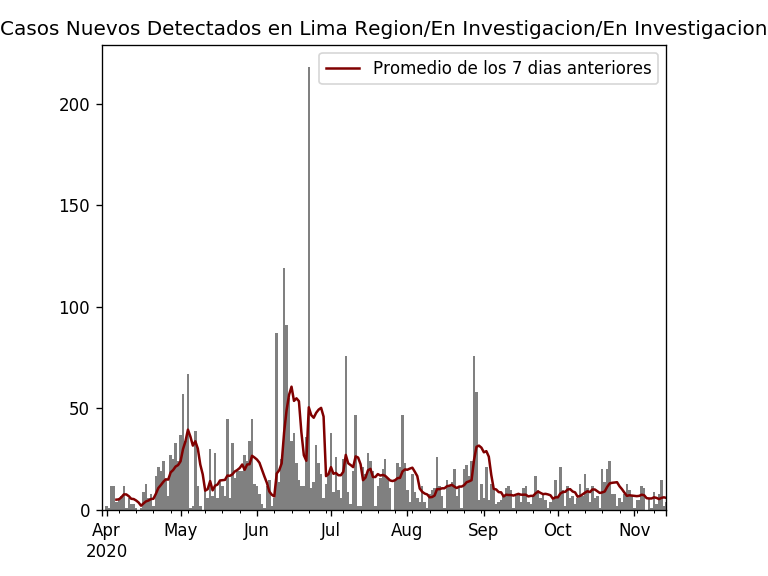 Casos Nuevos Detectados en Lima Region/En Investigacion/En Investigacion
Promedio de los 7 dias anteriores
200
150
100
50
0
Apr May Jun Jul Aug Sep Oct Nov
2020